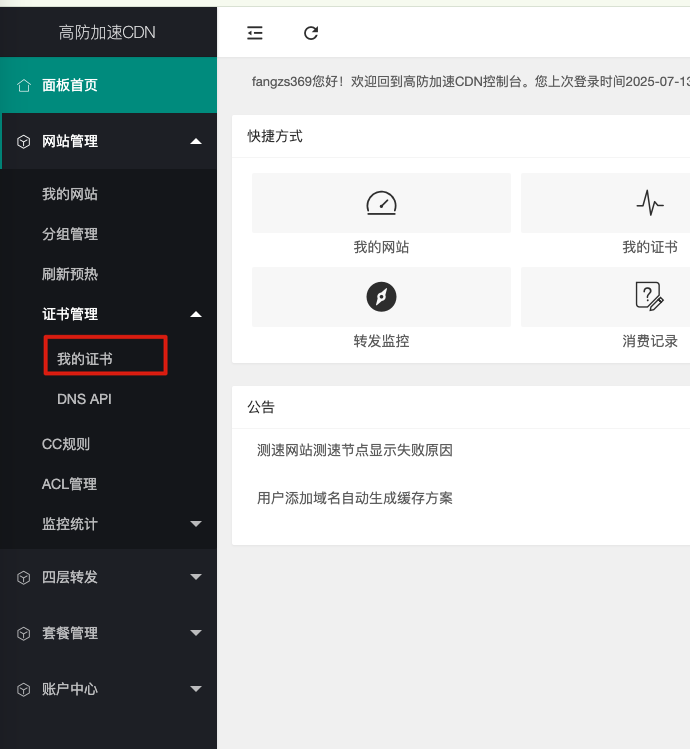 高防加速CDN
面板首页
网站管理
我的网站
分组管理
刷新预热
证书管理
我的证书
DNS API
CC规则
ACL管理
监控统计
四层转发
套餐管理
账户中心
fangzs369您好！欢迎回到高防加速CDN控制台。您上次登录时间2025-07-13
快捷方式
我的网站
我的证书
转发监控
消费记录
公告
测速网站测速节点显示失败原因
用户添加域名自动生成缓存方案